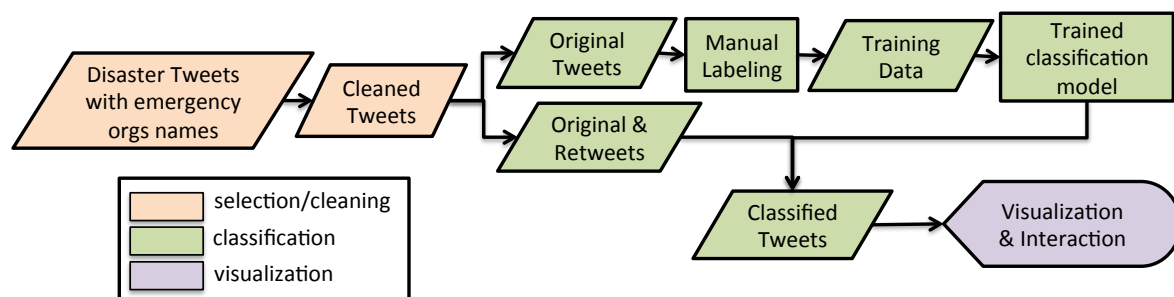 Disaster Tweets
with emergency
orgs names
Cleaned
Tweets
Original
Tweets
Manual
Labeling
Training
Data
Trained
classification
model
Original &
Retweets
Classified
Tweets
Visualization
& Interaction
selection/cleaning
classification
visualization